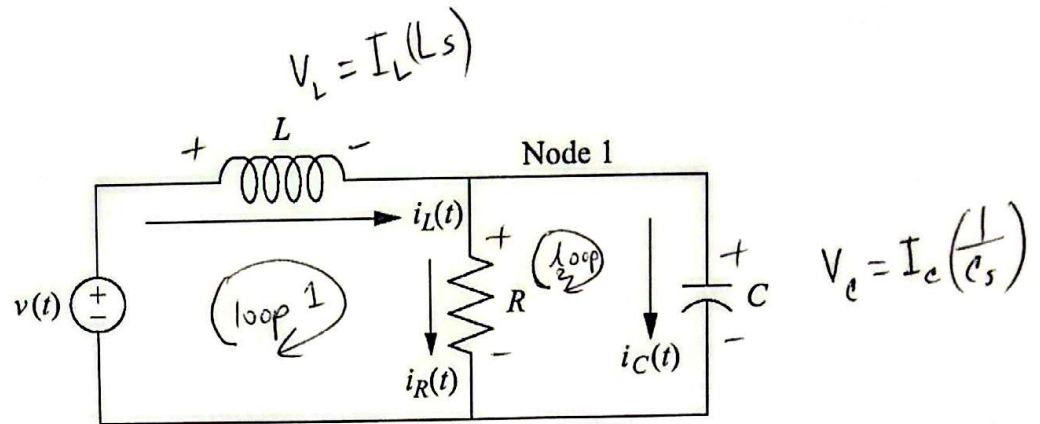 V_L = I_L(Ls)
+ L -
Node 1
i_L(t)
v(t)
+
-
loop 1
+
R
-
i_R(t)
loop 2
i_C(t)
+
C
-
V_c = I_c(1/Cs)